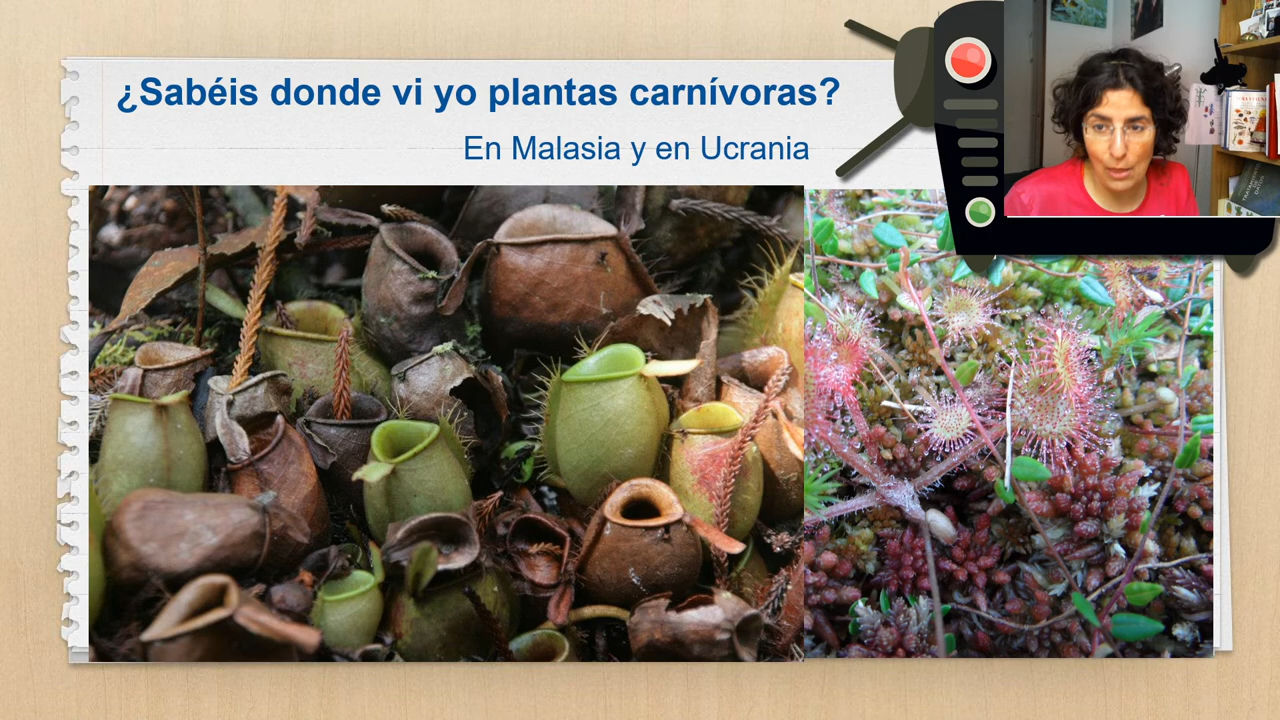 ¿Sabéis donde vi yo plantas carnívoras?
En Malasia y en Ucrania